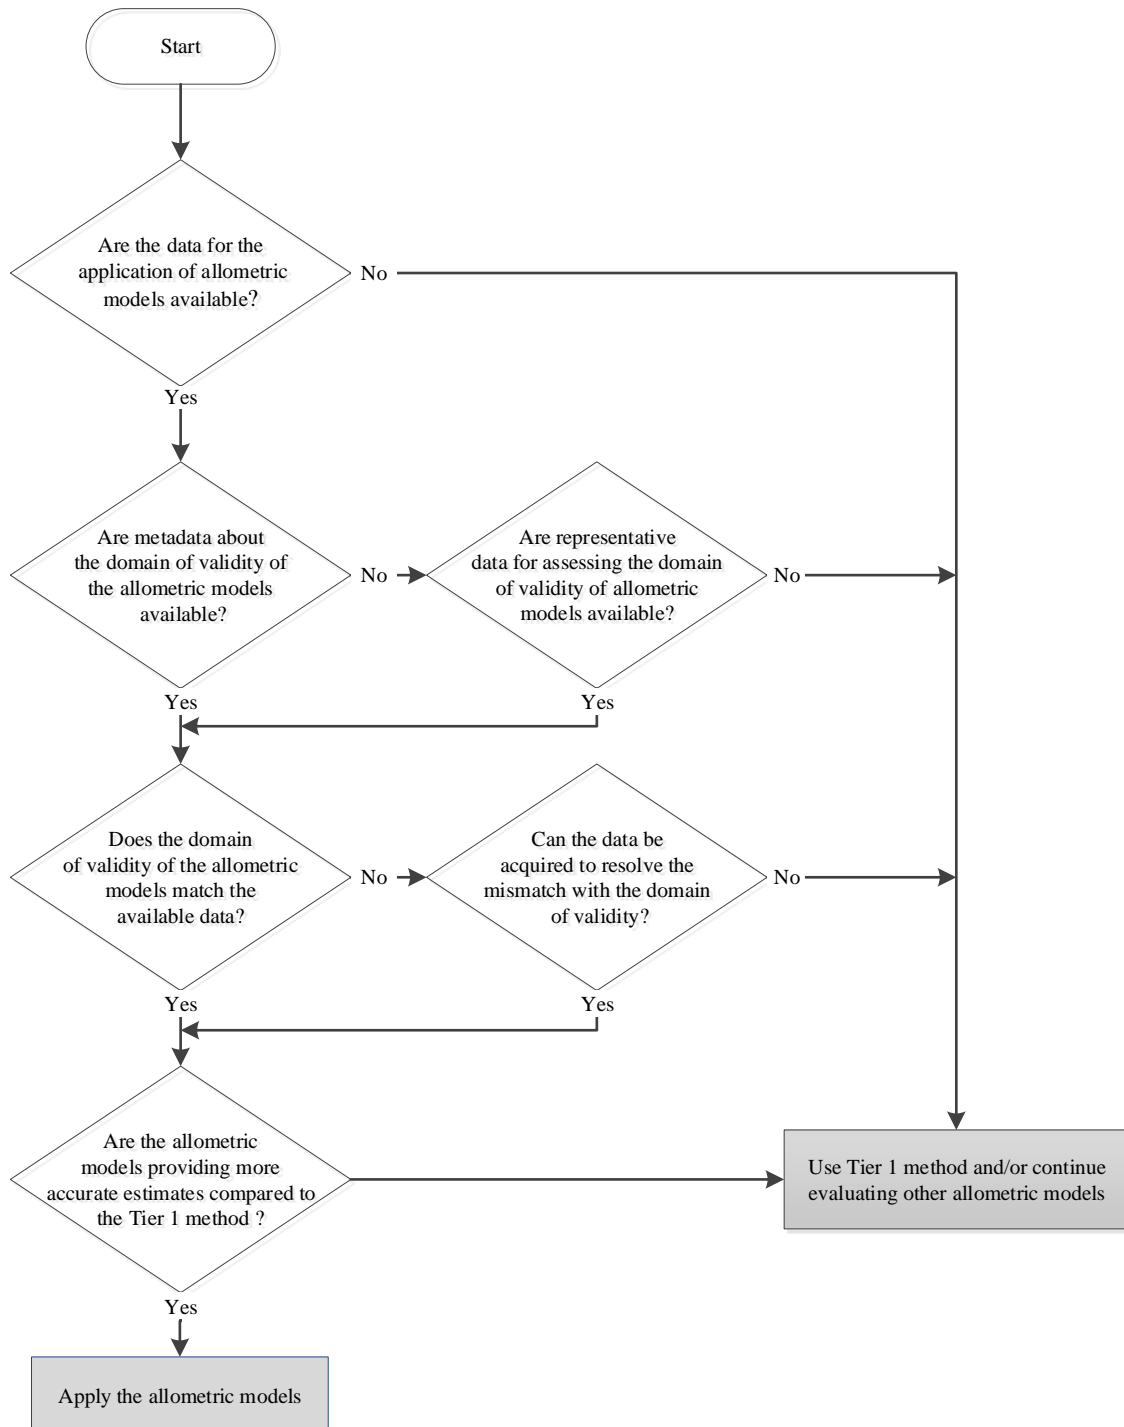 Start
Are the data for the
application of allometric
models available?
No
Yes
Are metadata about
the domain of validity of
the allometric models
available?
No
Are representative
data for assessing the domain
of validity of allometric
models available?
No
Yes
Yes
Does the domain
of validity of the allometric
models match the
available data?
No
Can the data be
acquired to resolve the
mismatch with the domain
of validity?
No
Yes
Yes
Are the allometric
models providing more
accurate estimates compared to
the Tier 1 method ?
Use Tier 1 method and/or continue
evaluating other allometric models
Yes
Apply the allometric models